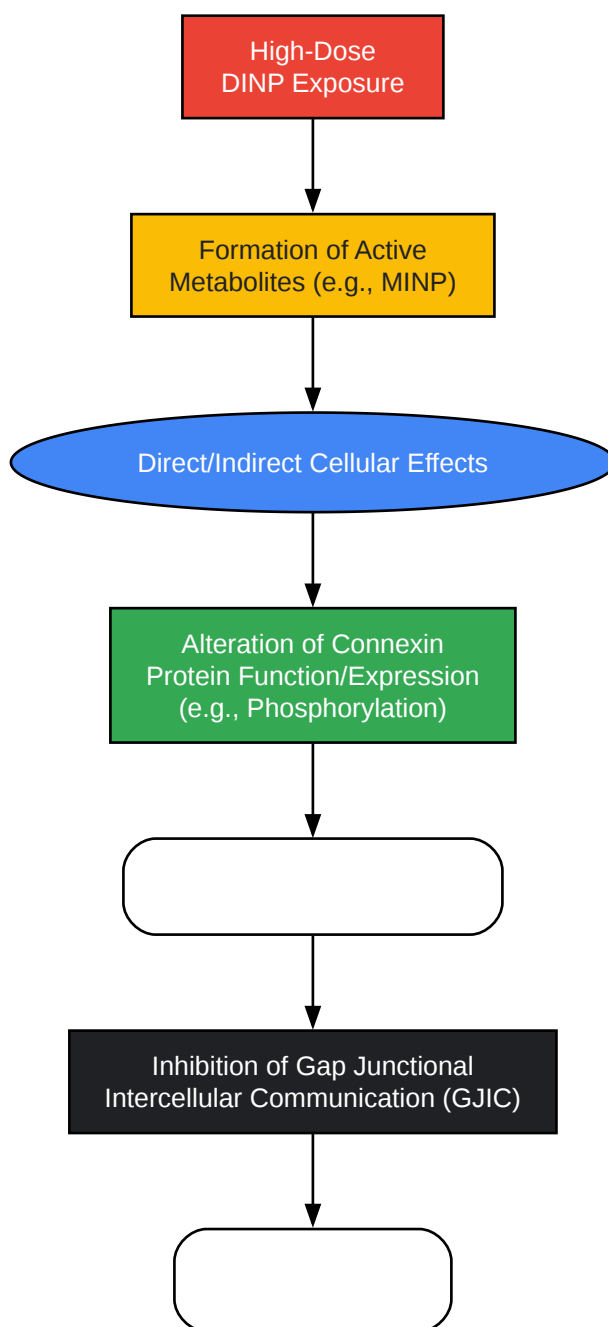 High-Dose
DINP Exposure
Formation of Active
Metabolites (e.g., MINP)
Direct/Indirect Cellular Effects
Alteration of Connexin
Protein Function/Expression
(e.g., Phosphorylation)
Inhibition of Gap Junctional
Intercellular Communication (GJIC)